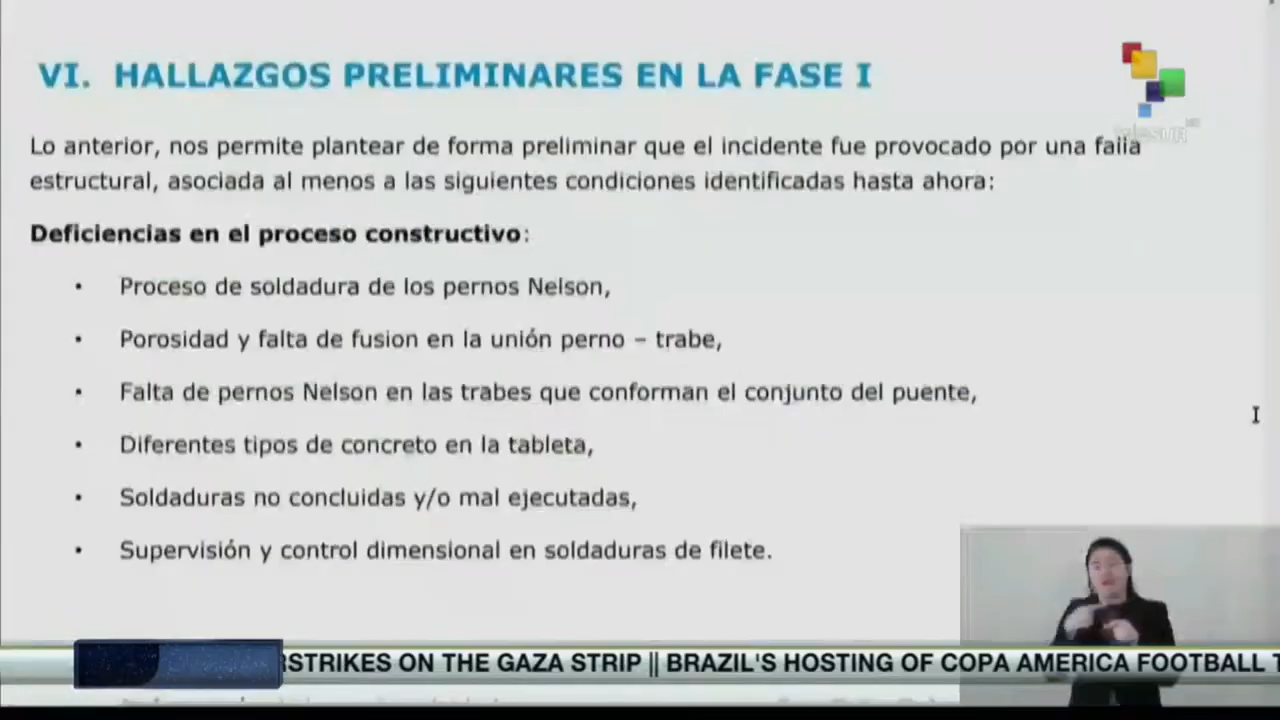 VI. HALLAZGOS PRELIMINARES EN LA FASE I
Lo anterior, nos permite plantear de forma preliminar que el incidente fue provocado por una falla
estructural, asociada al menos a las siguientes condiciones identificadas hasta ahora:
Deficiencias en el proceso constructivo:
• Proceso de soldadura de los pernos Nelson,
• Porosidad y falta de fusion en la unión perno – trabe,
• Falta de pernos Nelson en las trabes que conforman el conjunto del puente,
• Diferentes tipos de concreto en la tableta,
• Soldaduras no concluidas y/o mal ejecutadas,
• Supervisión y control dimensional en soldaduras de filete.
teleSUR
STRIKES ON THE GAZA STRIP || BRAZIL'S HOSTING OF COPA AMERICA FOOTBALL T